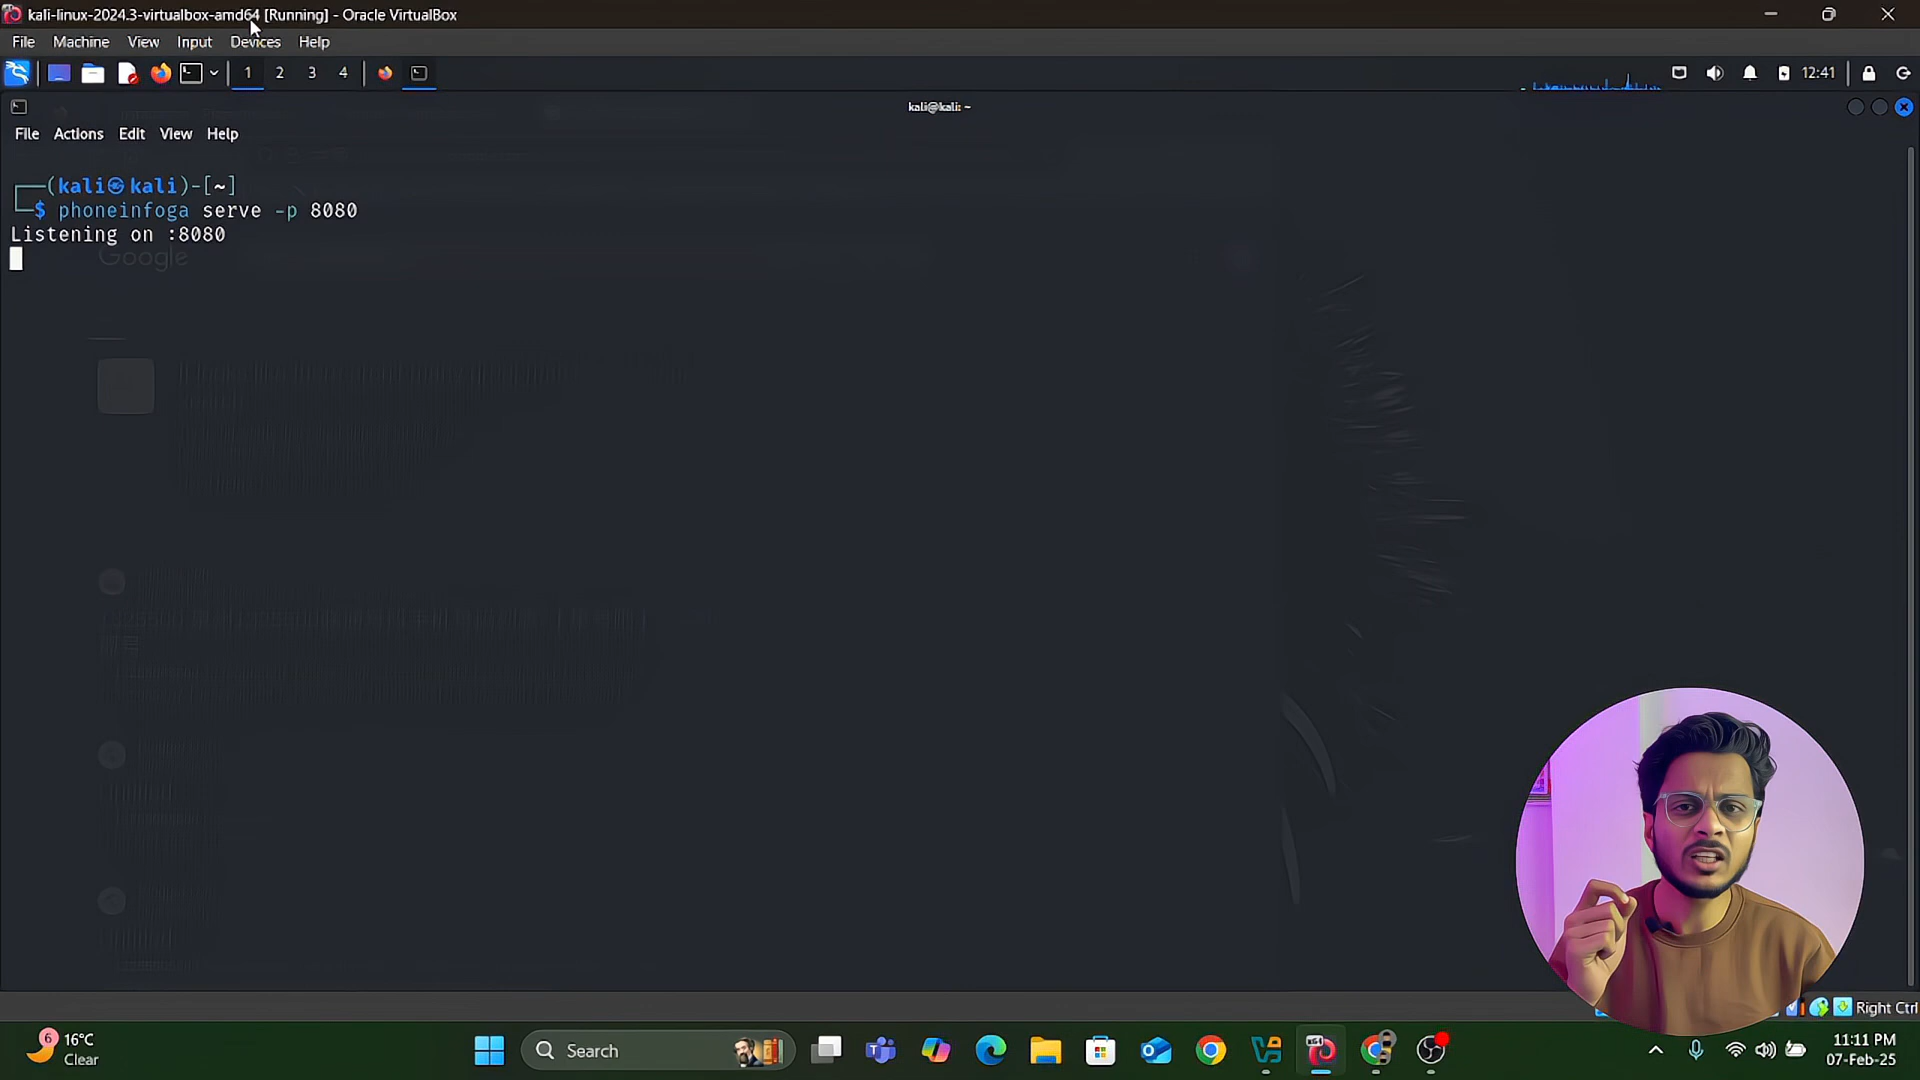 kali-linux-2024.3-virtualbox-amd64 [Running] - Oracle VirtualBox
File Machine View Input Devices Help
1 2 3 4
12:41
kali@kali: ~
File Actions Edit View Help
(kali㉿kali)-[~]
$ phoneinfoga serve -p 8080
Listening on :8080
Google
Right Ctrl
6
16°C
Clear
Search
11:11 PM
07-Feb-25